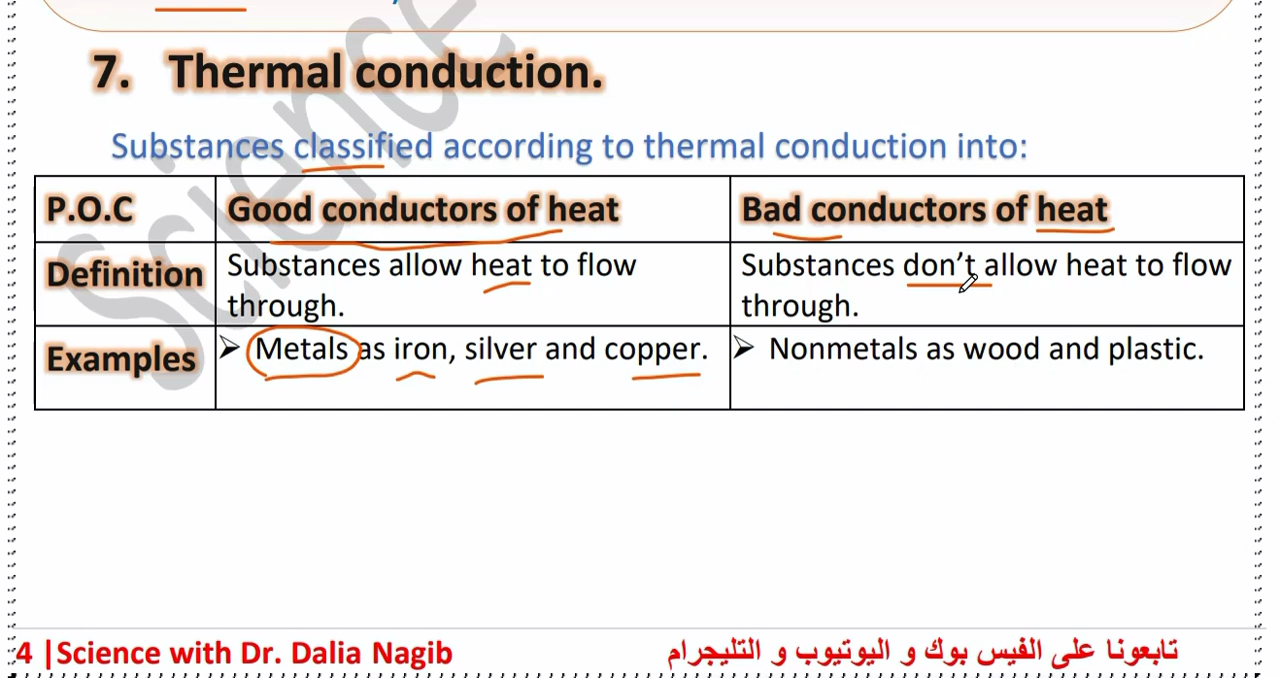 7. Thermal conduction.
Substances classified according to thermal conduction into:
P.O.C
Good conductors of heat
Bad conductors of heat
Definition
Substances allow heat to flow
through.
Substances don't allow heat to flow
through.
Examples
➤ Metals as iron, silver and copper.
➤ Nonmetals as wood and plastic.
Science
4 |Science with Dr. Dalia Nagib
تابعونا على الفيس بوك و اليوتيوب و التليجرام